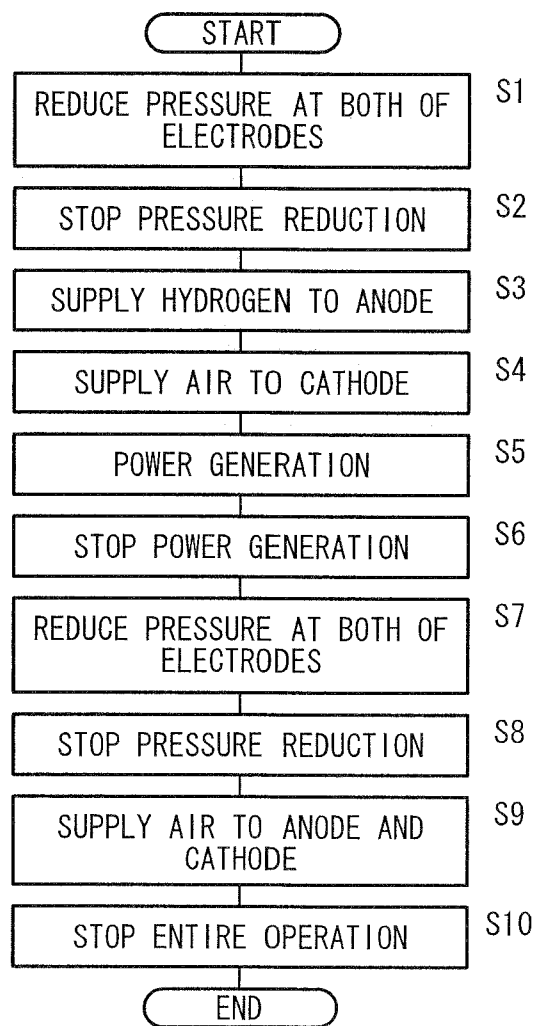 START
REDUCE PRESSURE AT BOTH OF
ELECTRODES
S1
STOP PRESSURE REDUCTION
S2
SUPPLY HYDROGEN TO ANODE
S3
SUPPLY AIR TO CATHODE
S4
POWER GENERATION
S5
STOP POWER GENERATION
S6
REDUCE PRESSURE AT BOTH OF
ELECTRODES
S7
STOP PRESSURE REDUCTION
S8
SUPPLY AIR TO ANODE AND
CATHODE
S9
STOP ENTIRE OPERATION
S10
END